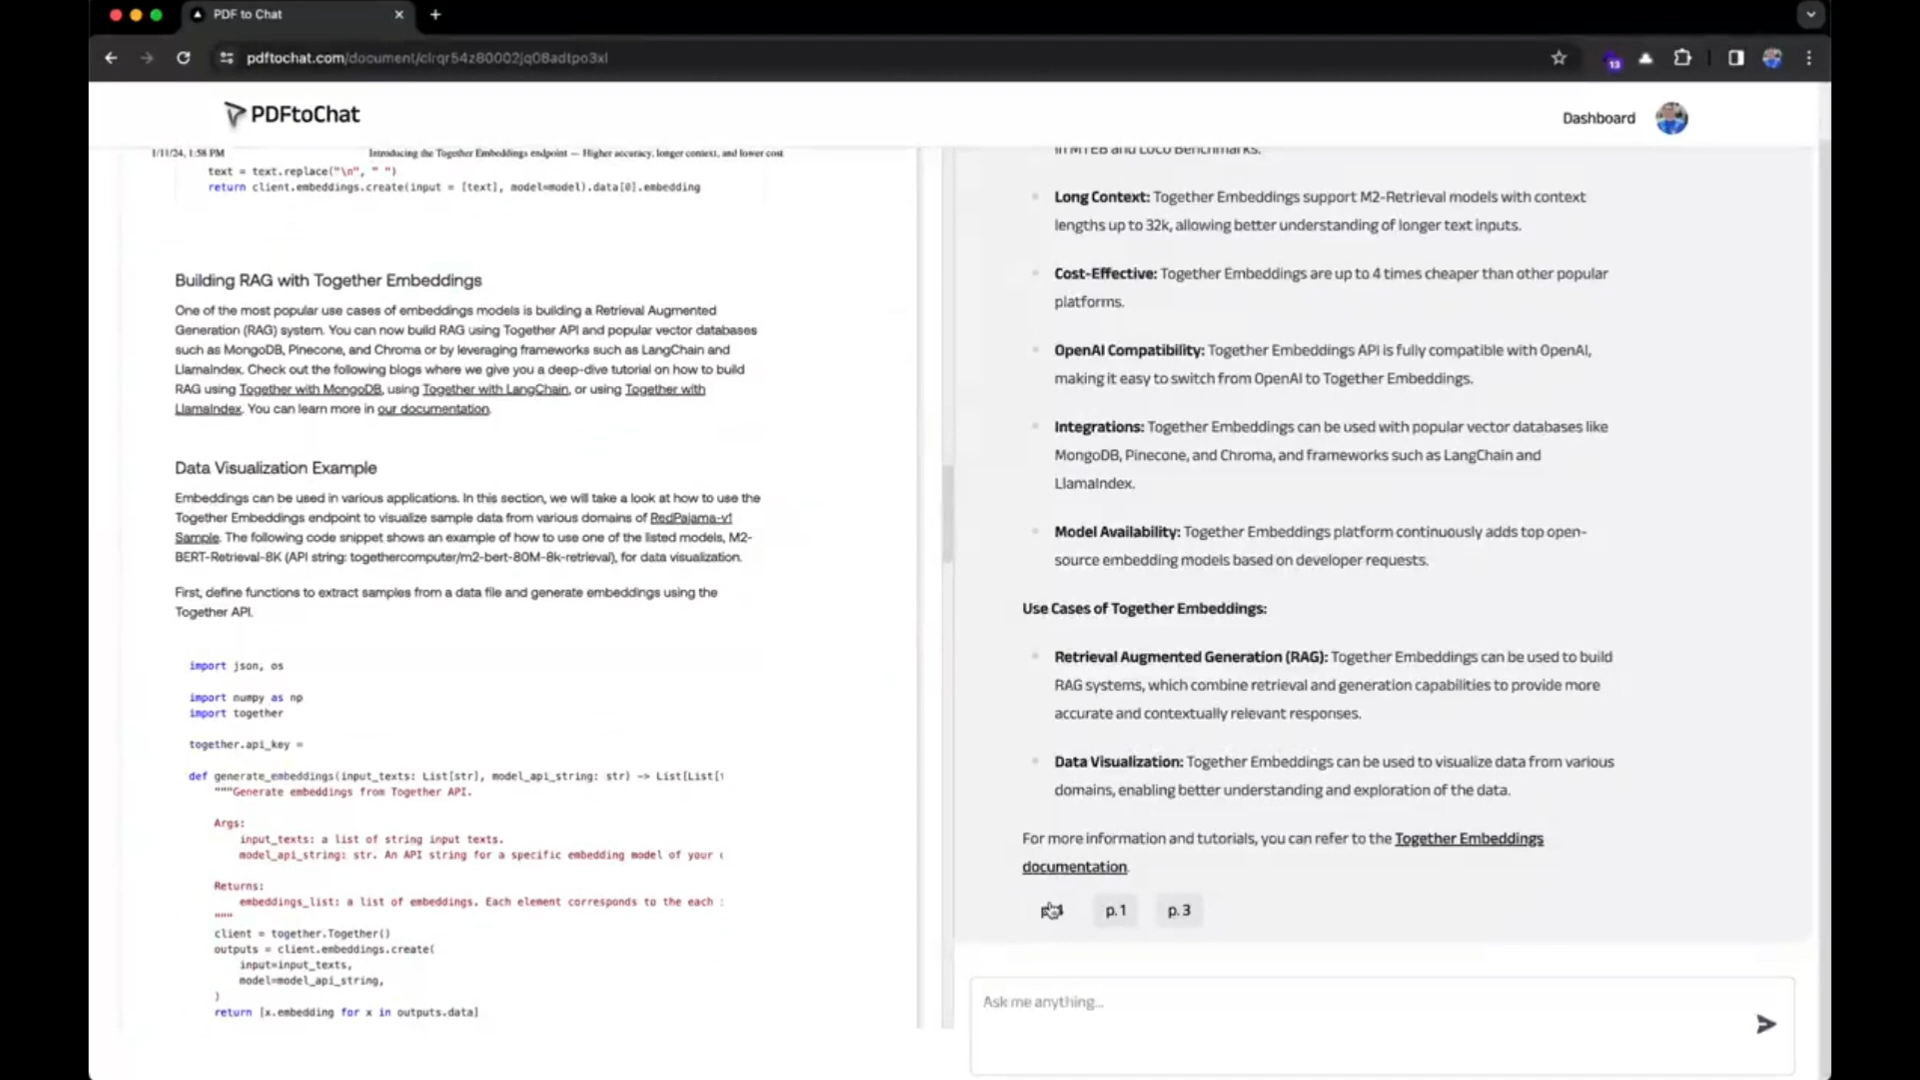 PDF to Chat
pdftochat.com/document/clrqr54z80002jq08adtpo3xl
13
PDFtoChat
Dashboard
1/11/24, 1:58 PM
Introducing the Together Embeddings endpoint — Higher accuracy, longer context, and lower cost
text = text.replace("\n", " ")
return client.embeddings.create(input = [text], model=model).data[0].embedding
Building RAG with Together Embeddings
One of the most popular use cases of embeddings models is building a Retrieval Augmented
Generation (RAG) system. You can now build RAG using Together API and popular vector databases
such as MongoDB, Pinecone, and Chroma or by leveraging frameworks such as LangChain and
LlamaIndex. Check out the following blogs where we give you a deep-dive tutorial on how to build
RAG using Together with MongoDB, using Together with LangChain, or using Together with
LlamaIndex. You can learn more in our documentation.
Data Visualization Example
Embeddings can be used in various applications. In this section, we will take a look at how to use the
Together Embeddings endpoint to visualize sample data from various domains of RedPajama-v1
Sample. The following code snippet shows an example of how to use one of the listed models, M2-
BERT-Retrieval-8K (API string: togethercomputer/m2-bert-80M-8k-retrieval), for data visualization.
First, define functions to extract samples from a data file and generate embeddings using the
Together API.
import json, os
import numpy as np
import together
together.api_key =
def generate_embeddings(input_texts: List[str], model_api_string: str) -> List[List[
"""Generate embeddings from Together API.
Args:
input_texts: a list of string input texts.
model_api_string: str. An API string for a specific embedding model of your
Returns:
embeddings_list: a list of embeddings. Each element corresponds to the each
"""
client = together.Together()
outputs = client.embeddings.create(
input=input_texts,
model=model_api_string,
)
return [x.embedding for x in outputs.data]
in MTEB and LoCo Benchmarks.
Long Context: Together Embeddings support M2-Retrieval models with context
lengths up to 32k, allowing better understanding of longer text inputs.
Cost-Effective: Together Embeddings are up to 4 times cheaper than other popular
platforms.
OpenAI Compatibility: Together Embeddings API is fully compatible with OpenAI,
making it easy to switch from OpenAI to Together Embeddings.
Integrations: Together Embeddings can be used with popular vector databases like
MongoDB, Pinecone, and Chroma, and frameworks such as LangChain and
LlamaIndex.
Model Availability: Together Embeddings platform continuously adds top open-
source embedding models based on developer requests.
Use Cases of Together Embeddings:
Retrieval Augmented Generation (RAG): Together Embeddings can be used to build
RAG systems, which combine retrieval and generation capabilities to provide more
accurate and contextually relevant responses.
Data Visualization: Together Embeddings can be used to visualize data from various
domains, enabling better understanding and exploration of the data.
For more information and tutorials, you can refer to the Together Embeddings
documentation.
p.1
p.3
Ask me anything...